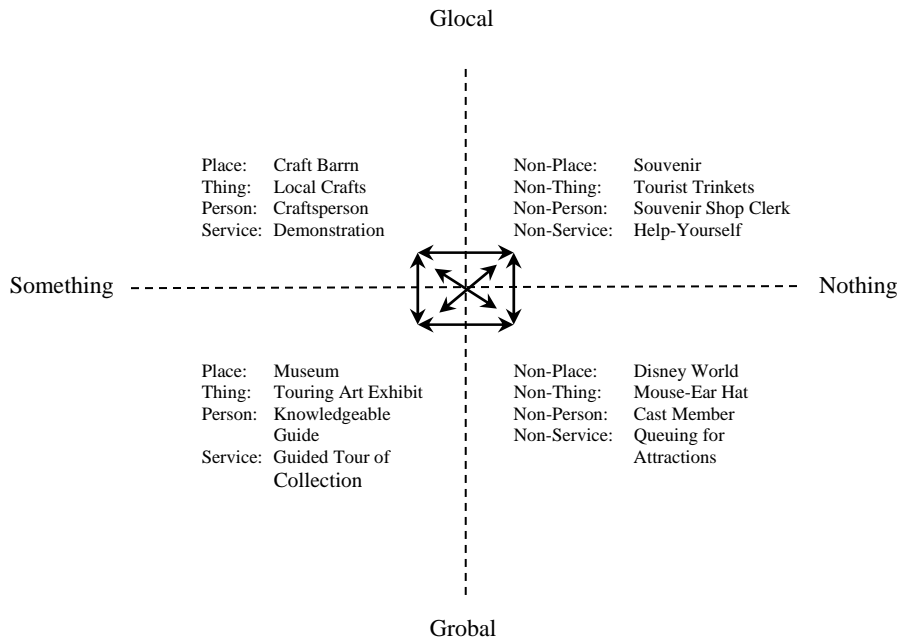 Glocal
Place: Craft Barrn
Thing: Local Crafts
Person: Craftsperson
Service: Demonstration
Non-Place: Souvenir
Non-Thing: Tourist Trinkets
Non-Person: Souvenir Shop Clerk
Non-Service: Help-Yourself
Something
Nothing
Place: Museum
Thing: Touring Art Exhibit
Person: Knowledgeable
Guide
Service: Guided Tour of
Collection
Non-Place: Disney World
Non-Thing: Mouse-Ear Hat
Non-Person: Cast Member
Non-Service: Queuing for
Attractions
Grobal